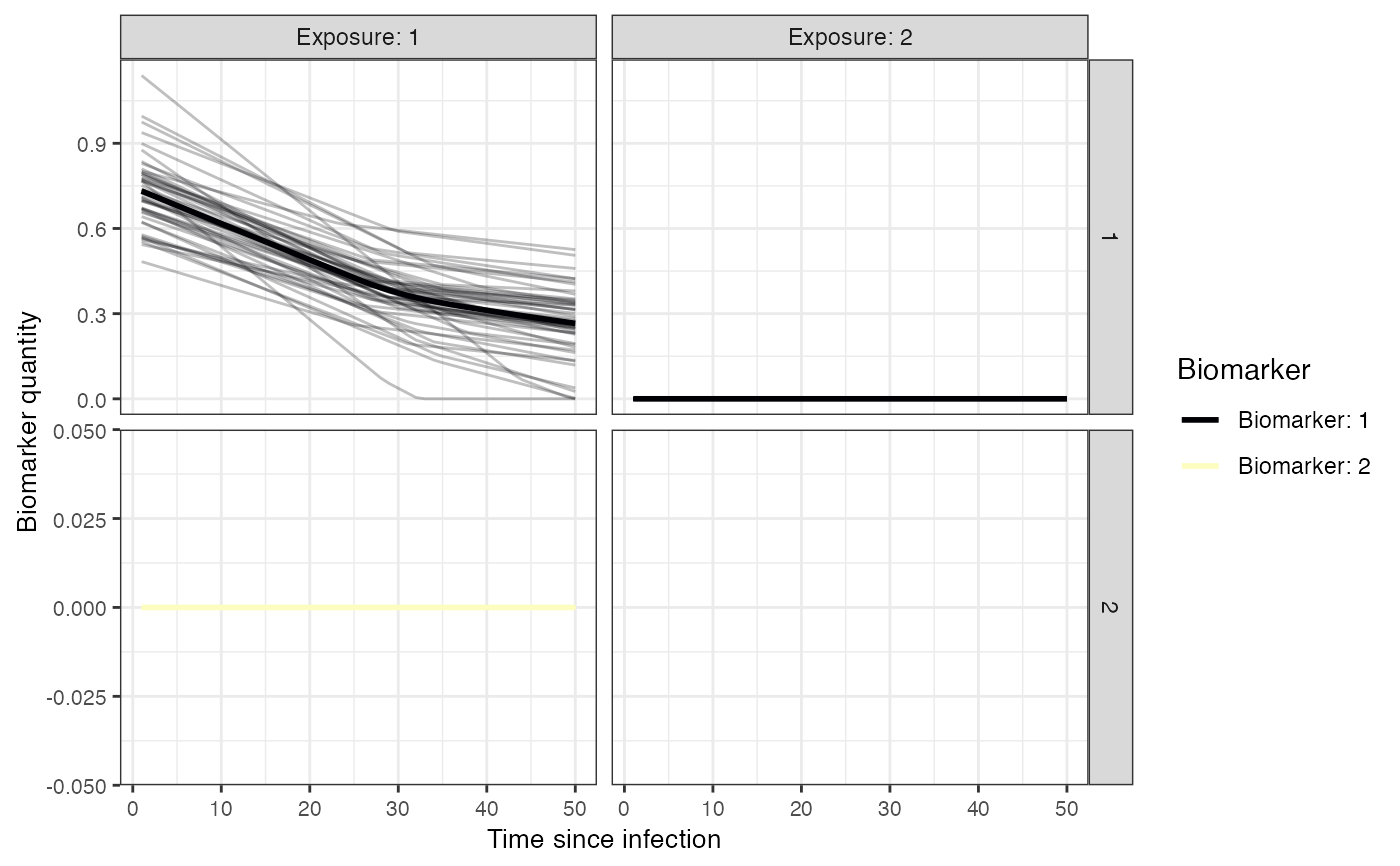 Exposure: 1
Exposure: 2
0.9
0.6
0.3
0.0
1
0.050
0.025
0.000
-0.025
-0.050
2
0 10 20 30 40 50
0 10 20 30 40 50
Time since infection
Biomarker quantity
Biomarker
Biomarker: 1
Biomarker: 2